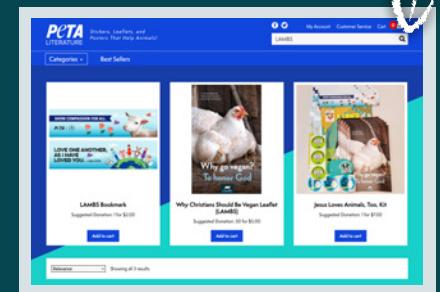 PETA
LITERATURE
Stickers, Leaflets, and
Posters That Help Animals!
My Account Customer Service Cart
LAMBS
Categories
Best Sellers
SHOW COMPASSION FOR ALL.
LOVE ONE ANOTHER,
AS I HAVE
LOVED YOU.
Why go vegan?
To honor God
LAMBS Bookmark
Suggested Donation: 1 for $2.00
Add to cart
Why Christians Should Be Vegan Leaflet
(LAMBS)
Suggested Donation: 50 for $5.00
Add to cart
Jesus Loves Animals, Too, Kit
Suggested Donation: 1 for $7.00
Add to cart
Relevance
Showing all 3 results